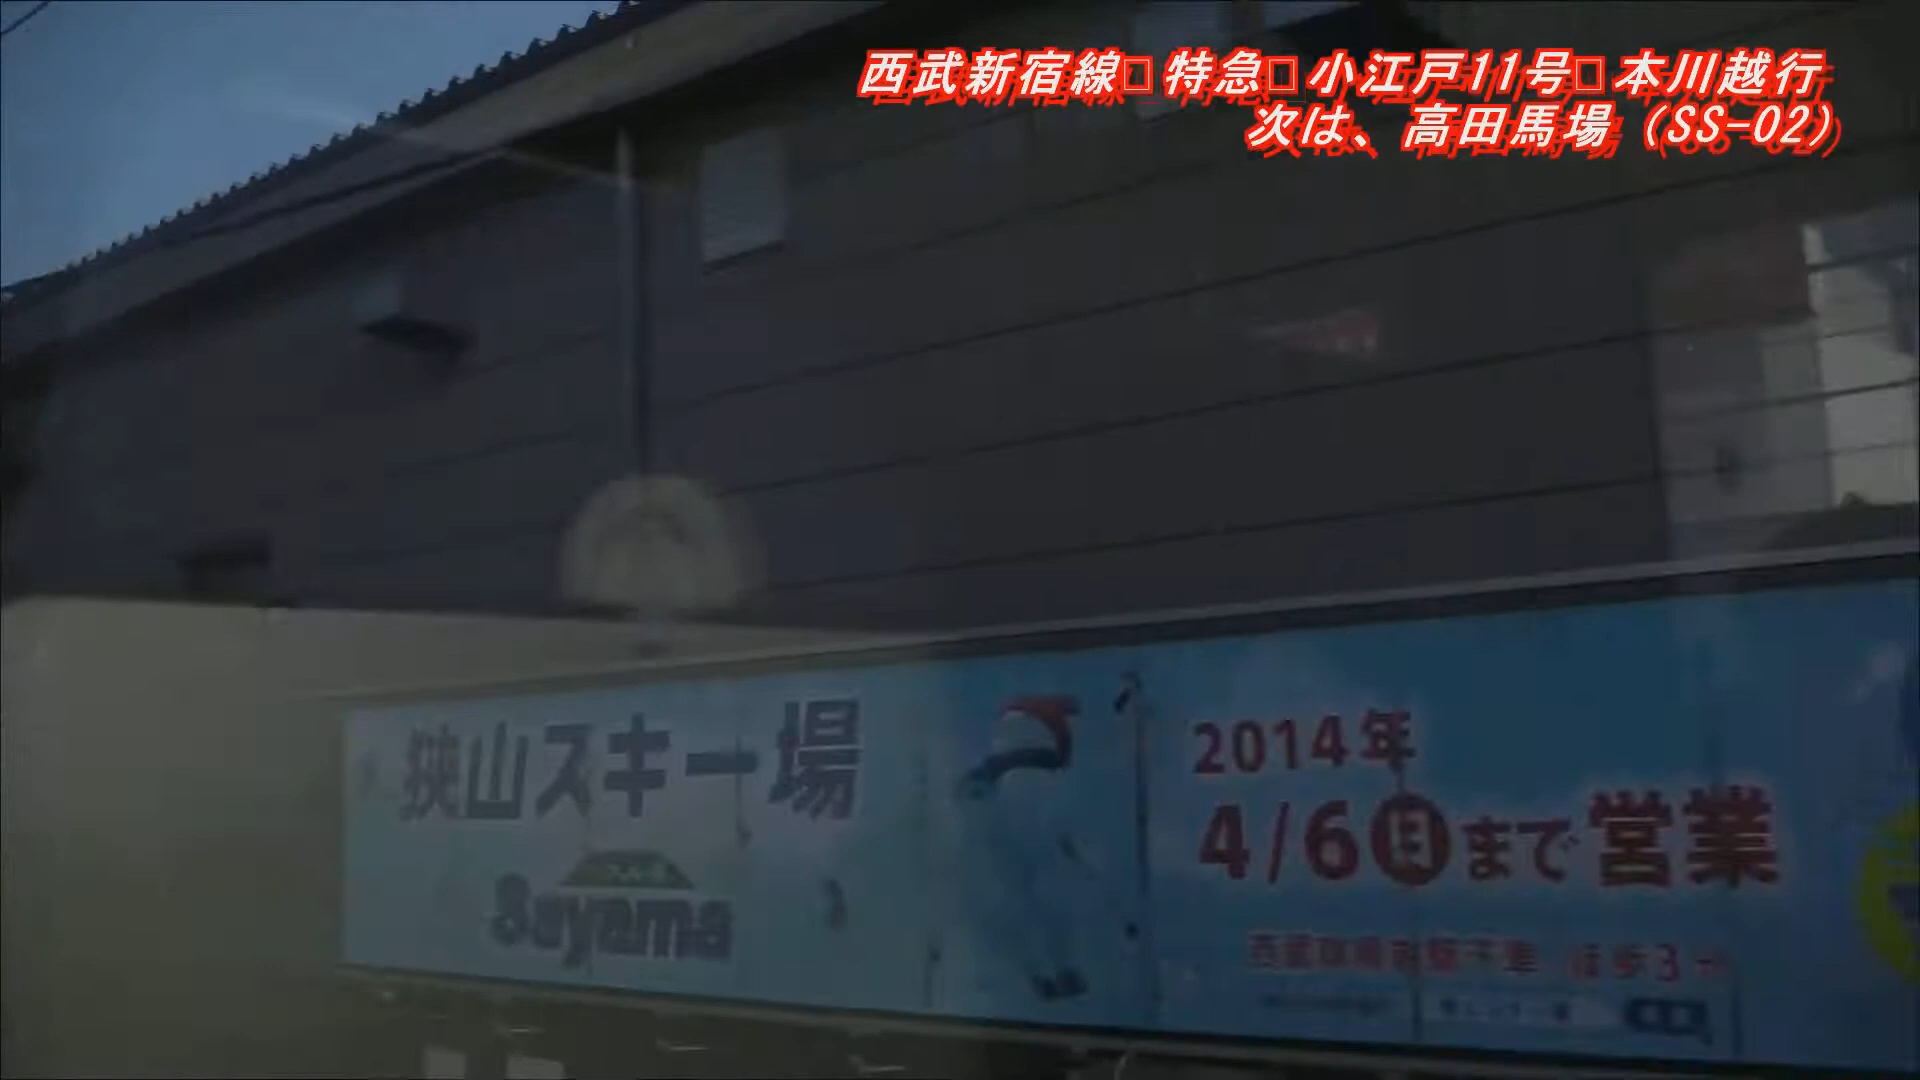 西武新宿線□特急□小江戸11号□本川越行
次は、高田馬場（SS-02）
狭山スキー場
Sayama
2014年
4/6㊐まで営業